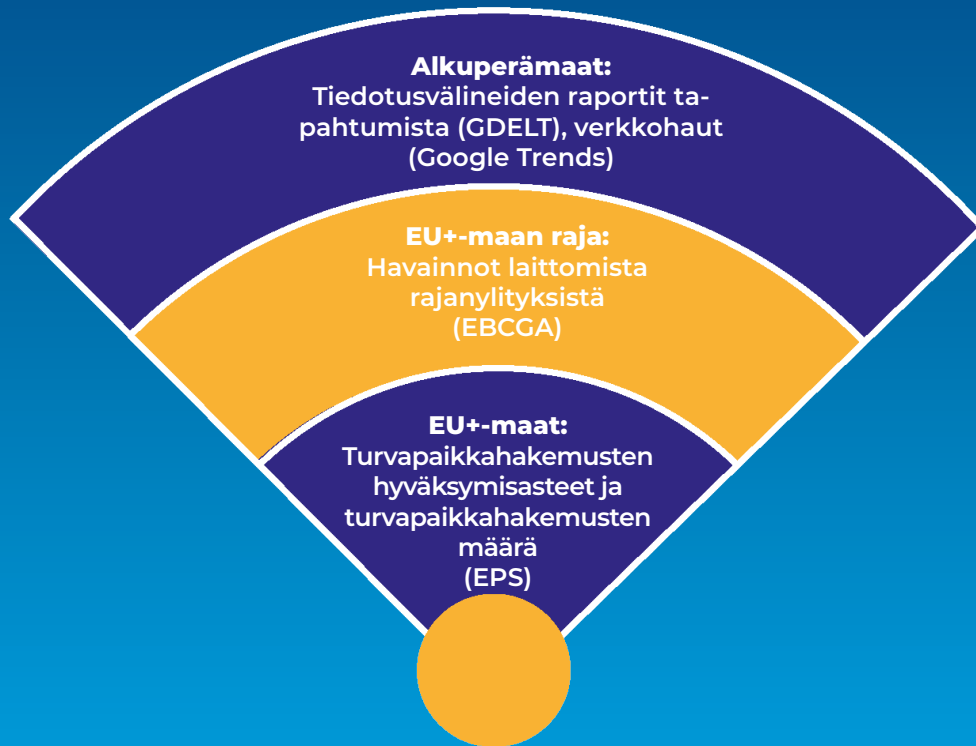 Alkuperämaat:
Tiedotusvälineiden raportit ta-
pahtumista (GDELT), verkkohaut
(Google Trends)
EU+-maan raja:
Havainnot laittomista
rajanylityksistä
(EBCGA)
EU+-maat:
Turvapaikkahakemusten
hyväksymisasteet ja
turvapaikkahakemusten
määrä
(EPS)